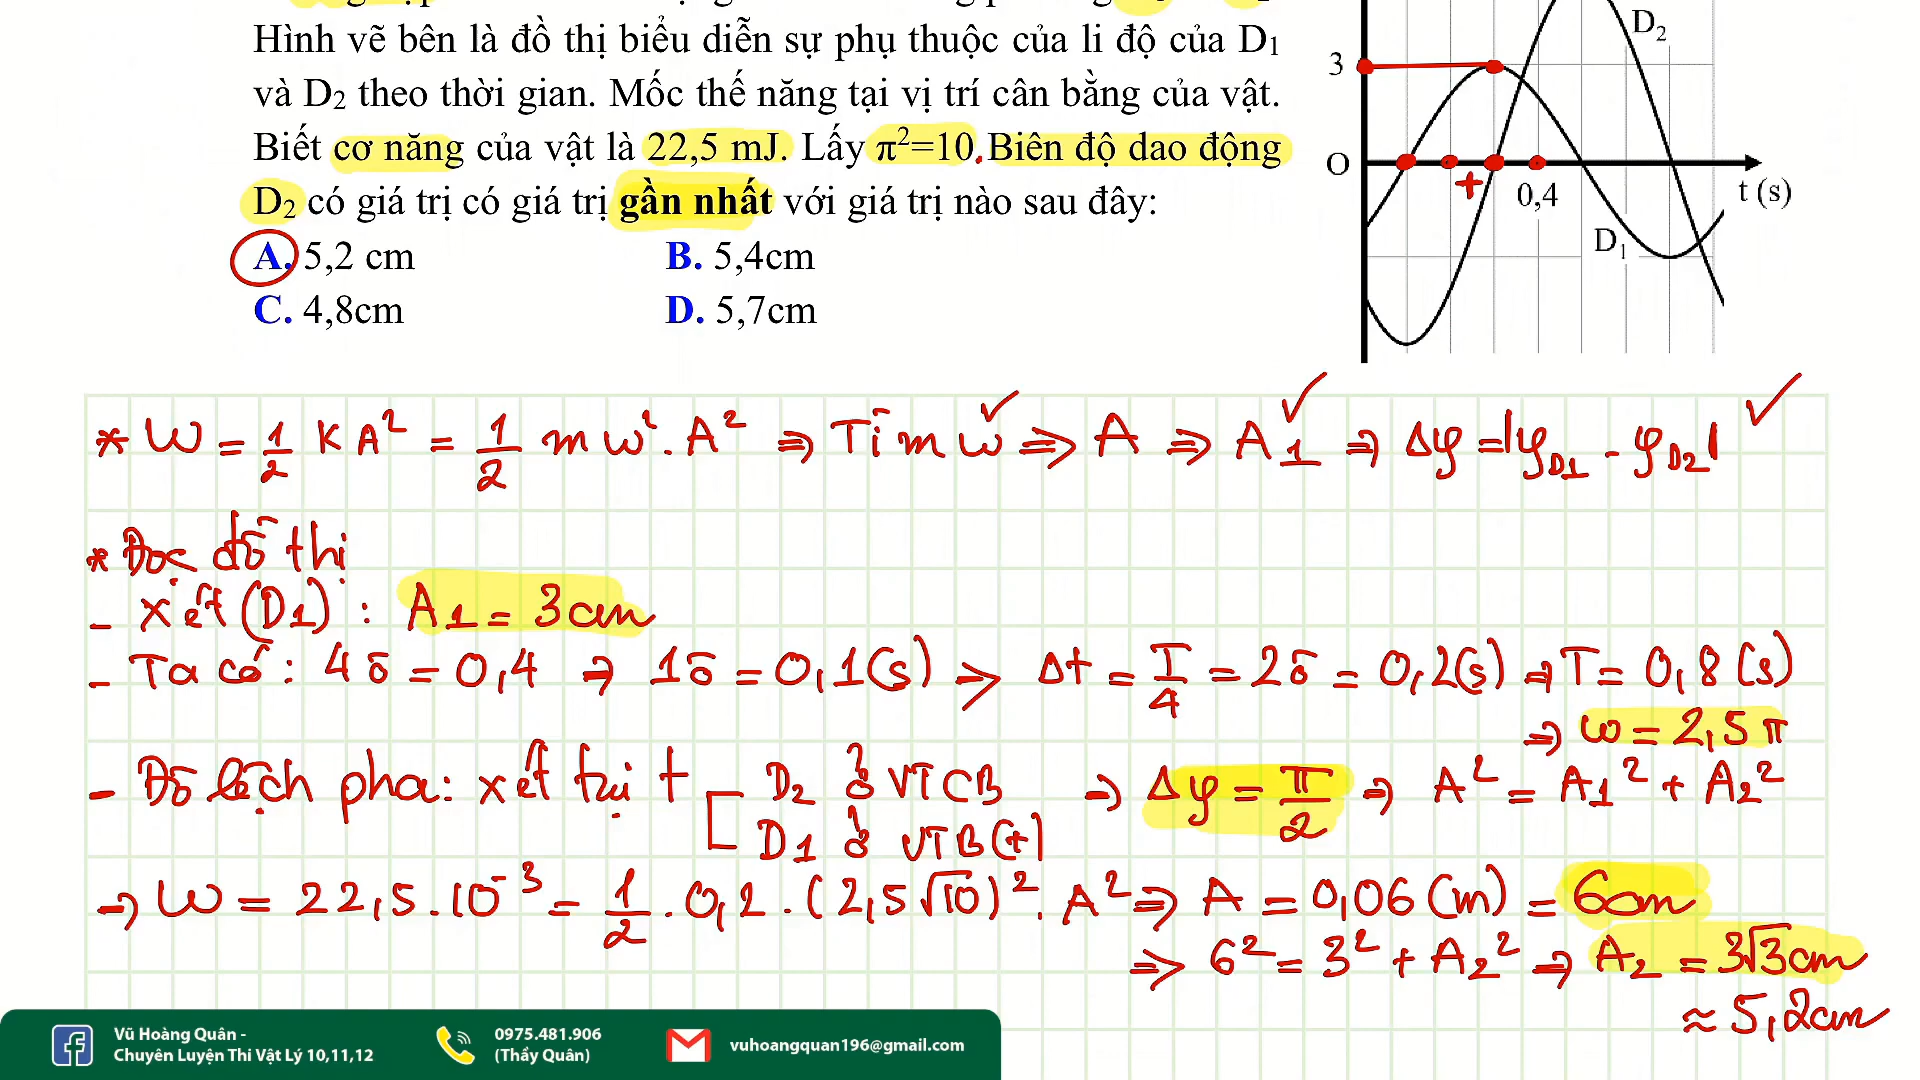 Hình vẽ bên là đồ thị biểu diễn sự phụ thuộc của li độ của D1
và D2 theo thời gian. Mốc thế năng tại vị trí cân bằng của vật.
Biết cơ năng của vật là 22,5 mJ. Lấy π²=10. Biên độ dao động
D2 có giá trị có giá trị gần nhất với giá trị nào sau đây:
A. 5,2 cm B. 5,4cm
C. 4,8cm D. 5,7cm
D2
3
O
+
0,4
t (s)
D1
* W = 1/2 KA² = 1/2 mω². A² ⇒ Tìm ω ⇒ A ⇒ A1 ⇒ Δφ = |φD1 - φD2|
* Đọc đồ thị
- Xét (D1) : A1 = 3cm
- Ta có: 4ô = 0,4 ⇒ 1ô = 0,1(s) ⇒ Δt = T/4 = 2ô = 0,2(s) ⇒ T = 0,8(s)
⇒ ω = 2,5π
- Độ lệch pha: xét tại t [ D2 ở VTCB ⇒ Δφ = π/2 ⇒ A² = A1² + A2²
D1 ở VTB(+)
⇒ W = 22,5.10⁻³ = 1/2 . 0,2 . (2,5√10)² . A² ⇒ A = 0,06 (m) = 6cm
⇒ 6² = 3² + A2² ⇒ A2 = 3√3cm
≈ 5,2cm
Vũ Hoàng Quân -
Chuyên Luyện Thi Vật Lý 10,11,12
0975.481.906
(Thầy Quân)
vuhoangquan196@gmail.com